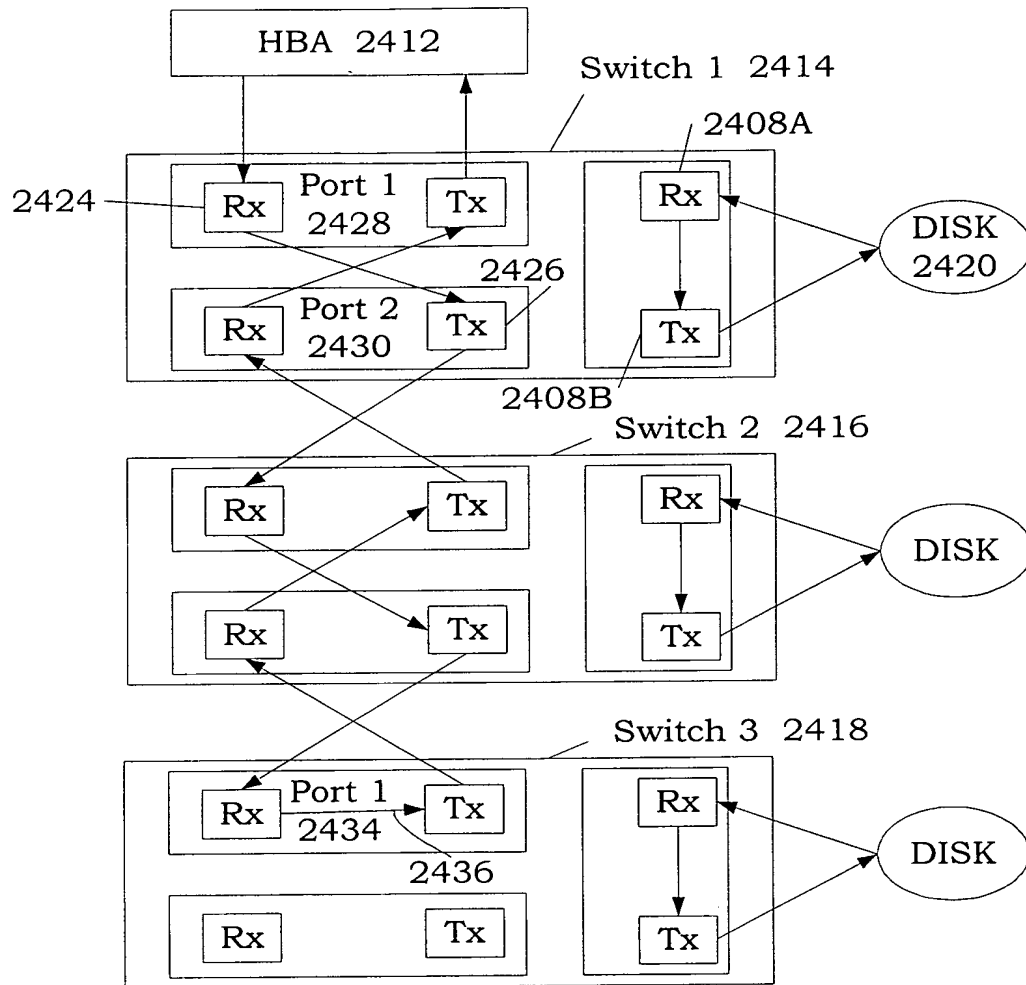 HBA 2412
Switch 1 2414
2408A
2424
Rx
Port 1
2428
Tx
Rx
DISK
2420
2426
Rx
Port 2
2430
Tx
Tx
2408B
Switch 2 2416
Rx
Tx
Rx
DISK
Rx
Tx
Tx
Switch 3 2418
Rx
Port 1
2434
Tx
Rx
2436
DISK
Rx
Tx
Tx